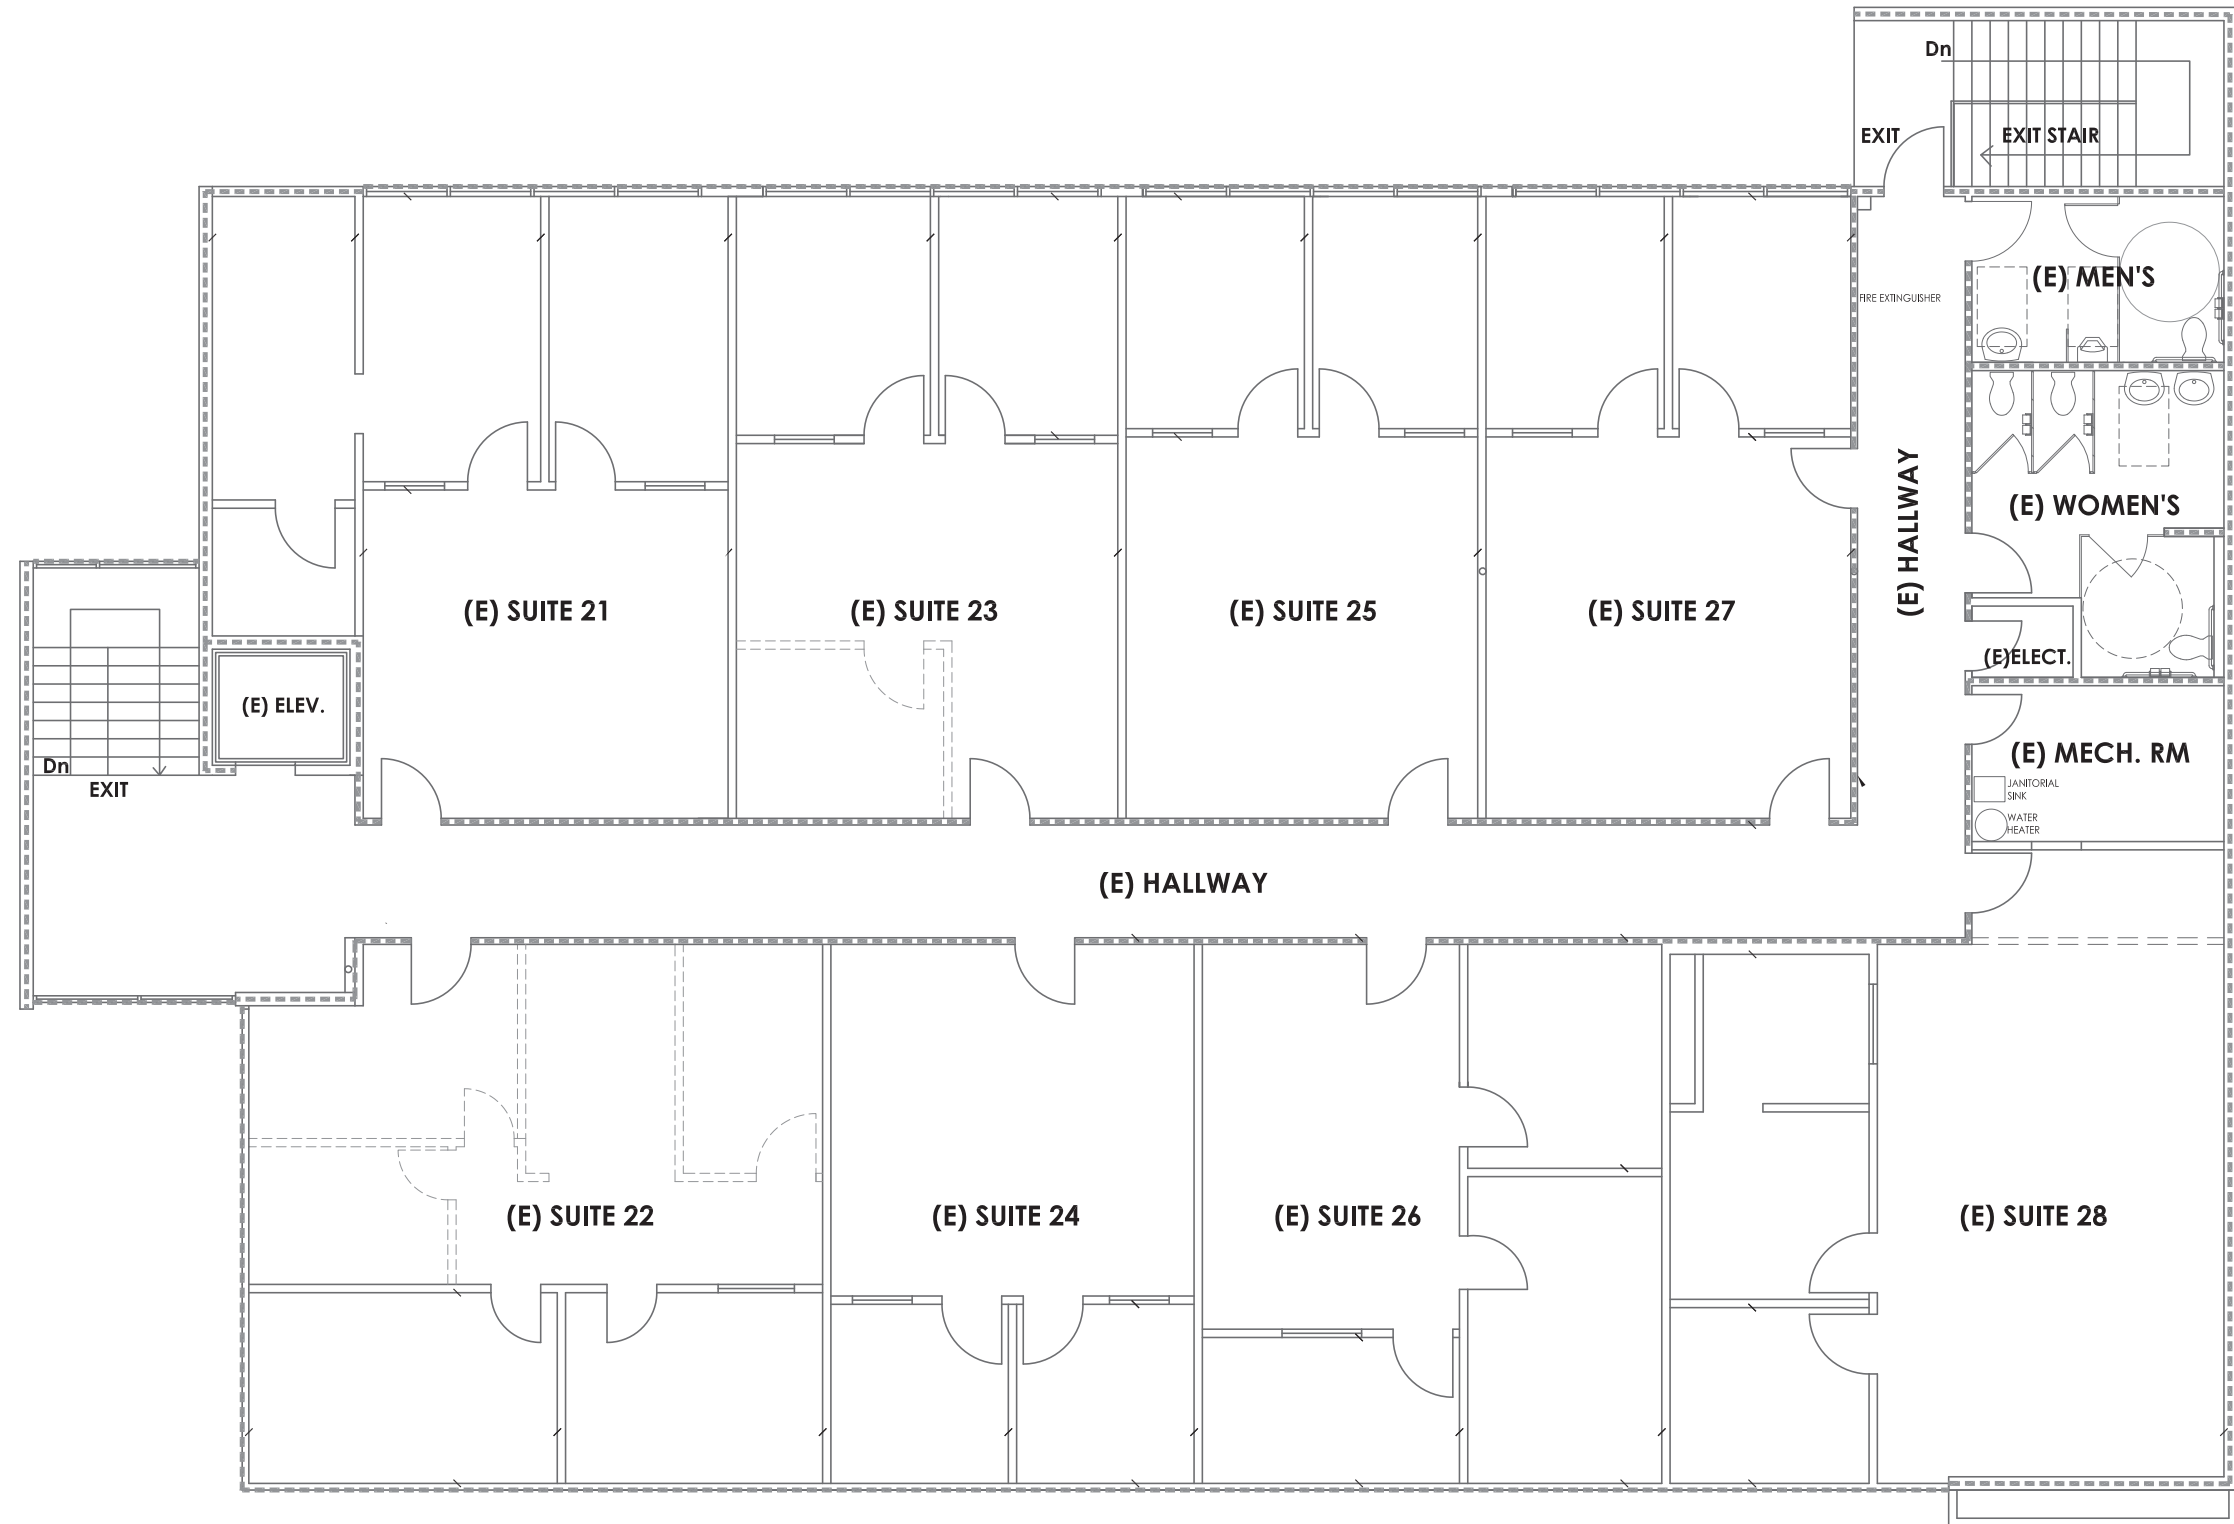 Dn
EXIT
EXIT STAIR
(E) MEN'S
FIRE EXTINGUISHER
(E) HALLWAY
(E) WOMEN'S
(E) SUITE 21
(E) SUITE 23
(E) SUITE 25
(E) SUITE 27
(E)ELECT.
(E) ELEV.
Dn
EXIT
(E) MECH. RM
JANITORIAL
SINK
WATER
HEATER
(E) HALLWAY
(E) SUITE 22
(E) SUITE 24
(E) SUITE 26
(E) SUITE 28